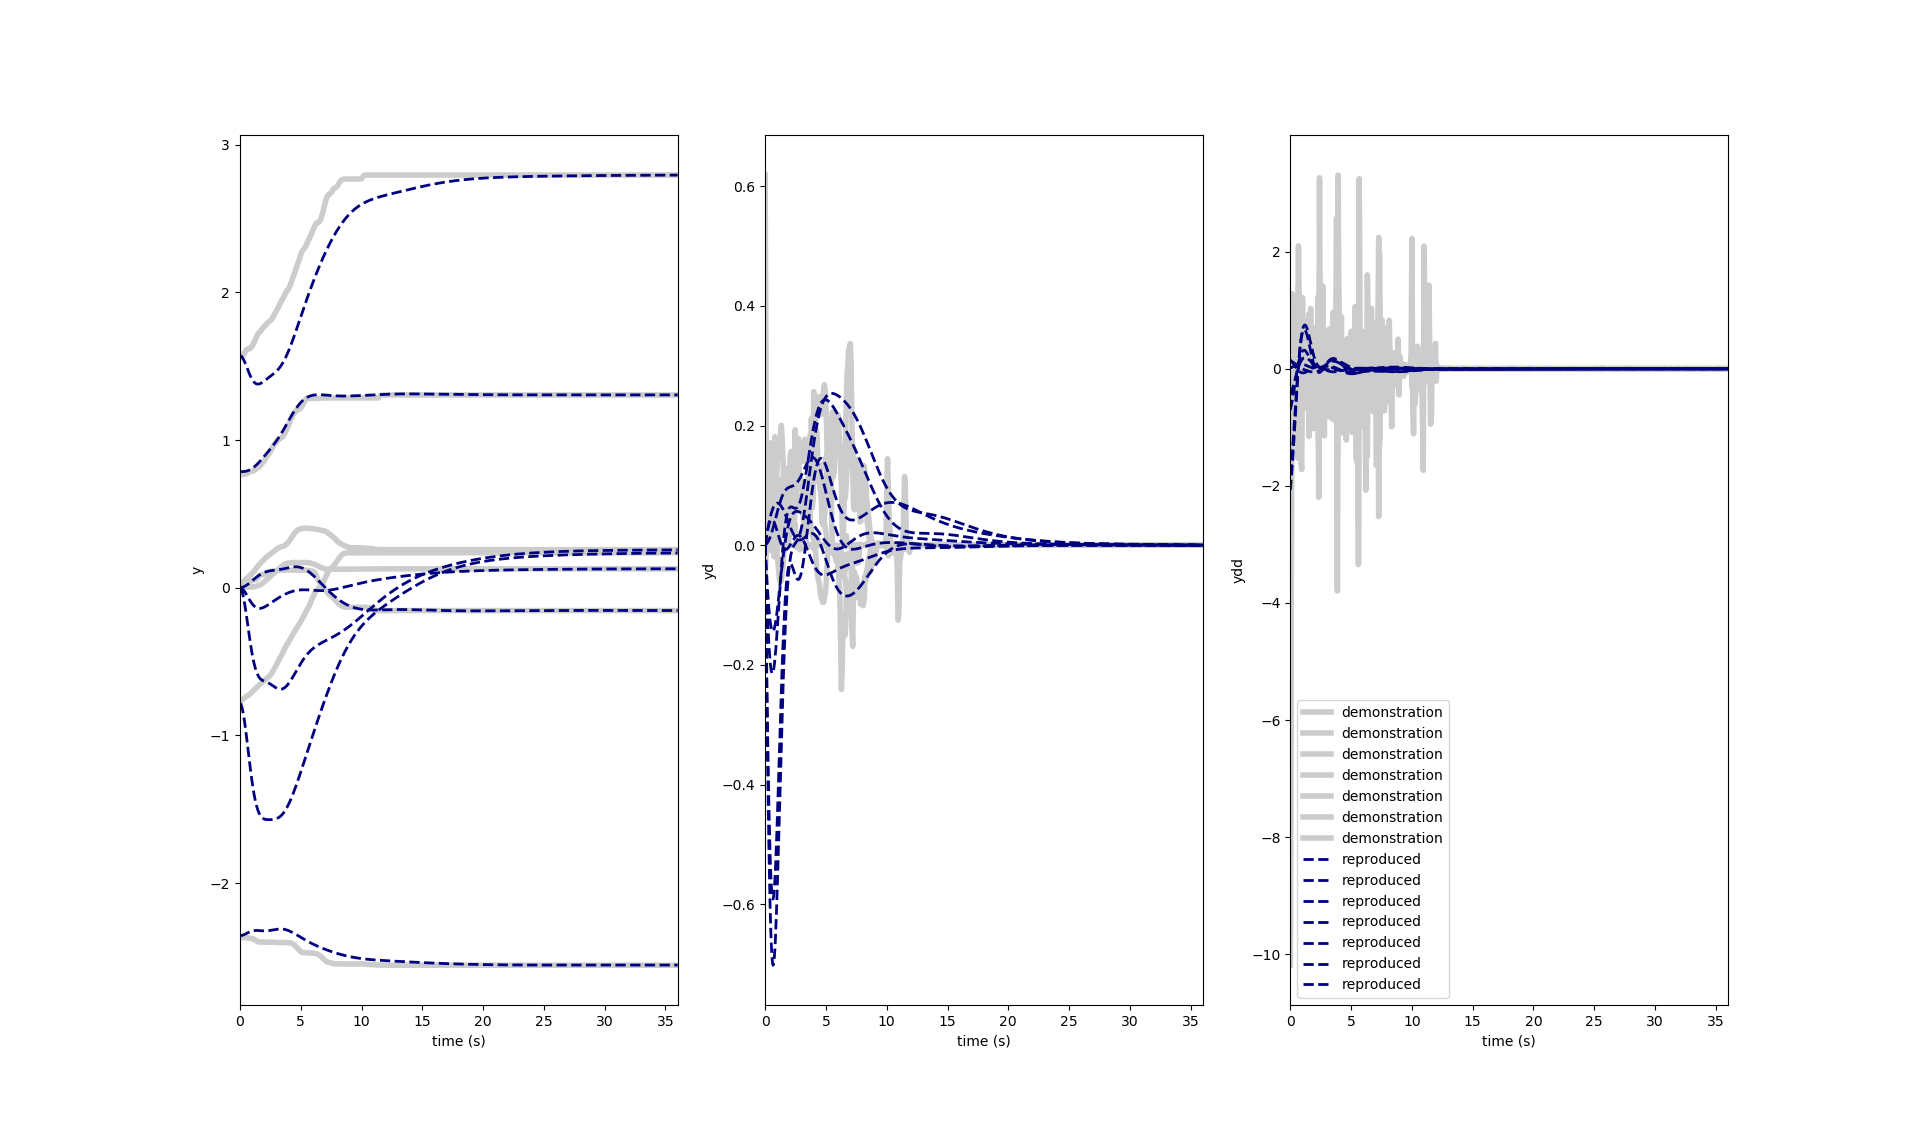 3
2
1
0
−1
−2
y
0 5 10 15 20 25 30 35
time (s)
0.6
0.4
0.2
0.0
−0.2
−0.4
−0.6
yd
0 5 10 15 20 25 30 35
time (s)
2
0
−2
−4
−6
−8
−10
ydd
demonstration
demonstration
demonstration
demonstration
demonstration
demonstration
demonstration
reproduced
reproduced
reproduced
reproduced
reproduced
reproduced
reproduced
0 5 10 15 20 25 30 35
time (s)